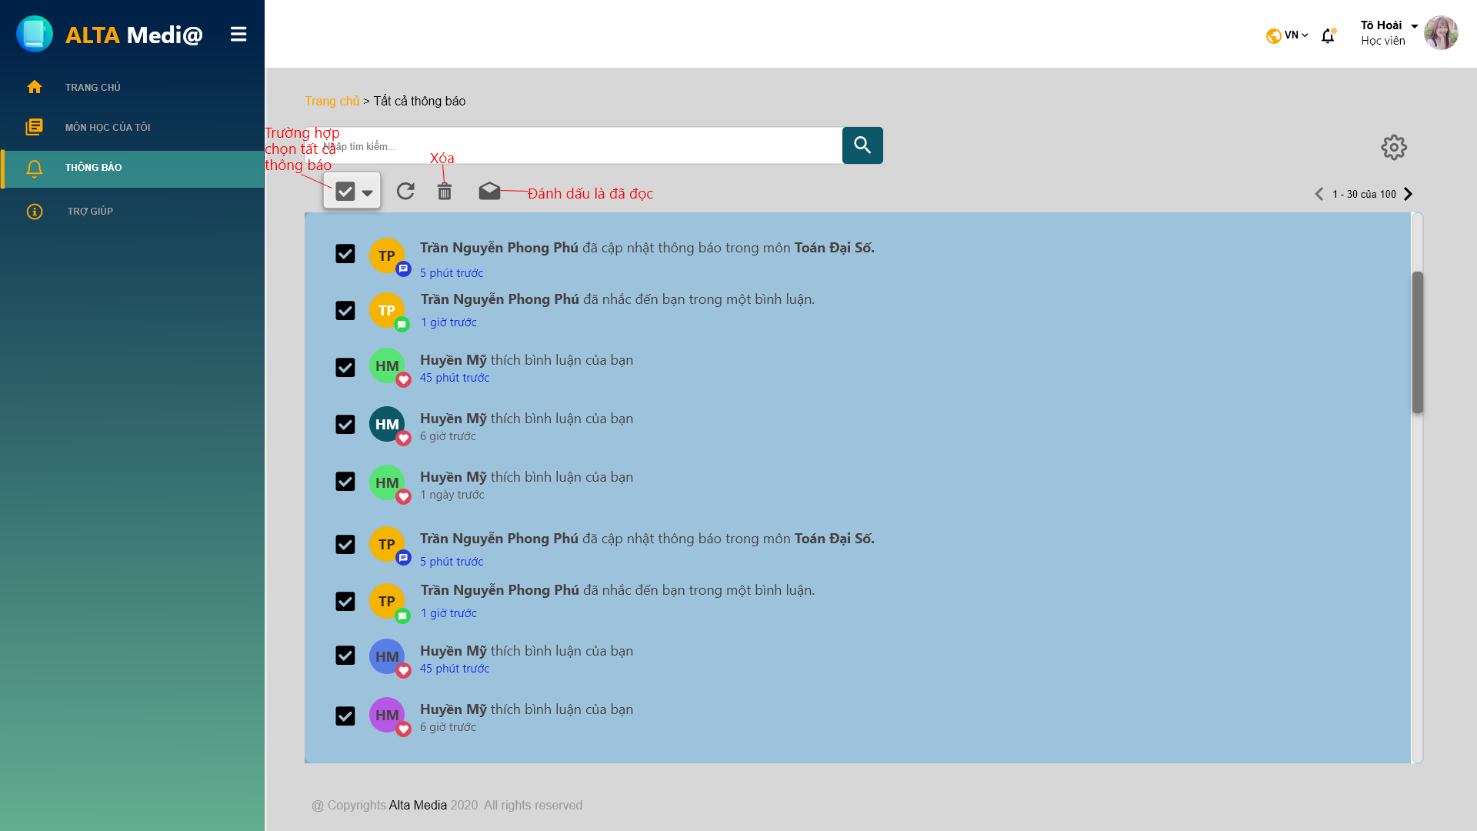 ALTA Medi@
VN
Tô Hoài
Học viên
TRANG CHỦ
MÔN HỌC CỦA TÔI
THÔNG BÁO
TRỢ GIÚP
Trang chủ > Tất cả thông báo
Trường hợp
chọn tất cả
thông báo
Nhập tìm kiếm...
Xóa
Đánh dấu là đã đọc
1 - 30 của 100
TP
Trần Nguyễn Phong Phú đã cập nhật thông báo trong môn Toán Đại Số.
5 phút trước
TP
Trần Nguyễn Phong Phú đã nhắc đến bạn trong một bình luận.
1 giờ trước
HM
Huyền Mỹ thích bình luận của bạn
45 phút trước
HM
Huyền Mỹ thích bình luận của bạn
6 giờ trước
HM
Huyền Mỹ thích bình luận của bạn
1 ngày trước
TP
Trần Nguyễn Phong Phú đã cập nhật thông báo trong môn Toán Đại Số.
5 phút trước
TP
Trần Nguyễn Phong Phú đã nhắc đến bạn trong một bình luận.
1 giờ trước
HM
Huyền Mỹ thích bình luận của bạn
45 phút trước
HM
Huyền Mỹ thích bình luận của bạn
6 giờ trước
@ Copyrights Alta Media 2020. All rights reserved